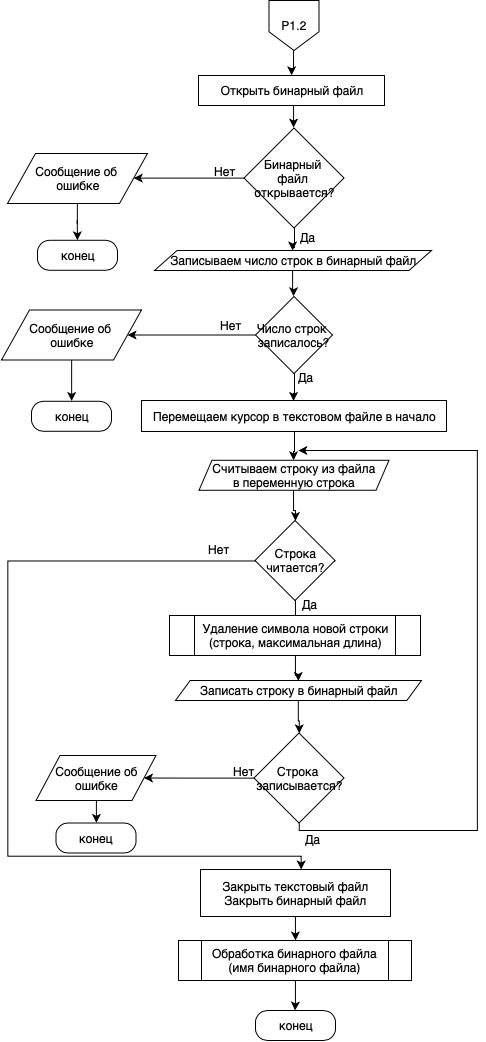 P1.2
Открыть бинарный файл
Бинарный
файл
открывается?
Нет
Сообщение об
ошибке
конец
Да
Записываем число строк в бинарный файл
Число строк
записалось?
Нет
Сообщение об
ошибке
конец
Да
Перемещаем курсор в текстовом файле в начало
Считываем строку из файла
в переменную строка
Строка
читается?
Нет
Да
Удаление символа новой строки
(строка, максимальная длина)
Записать строку в бинарный файл
Строка
записывается?
Нет
Сообщение об
ошибке
конец
Да
Закрыть текстовый файл
Закрыть бинарный файл
Обработка бинарного файла
(имя бинарного файла)
конец